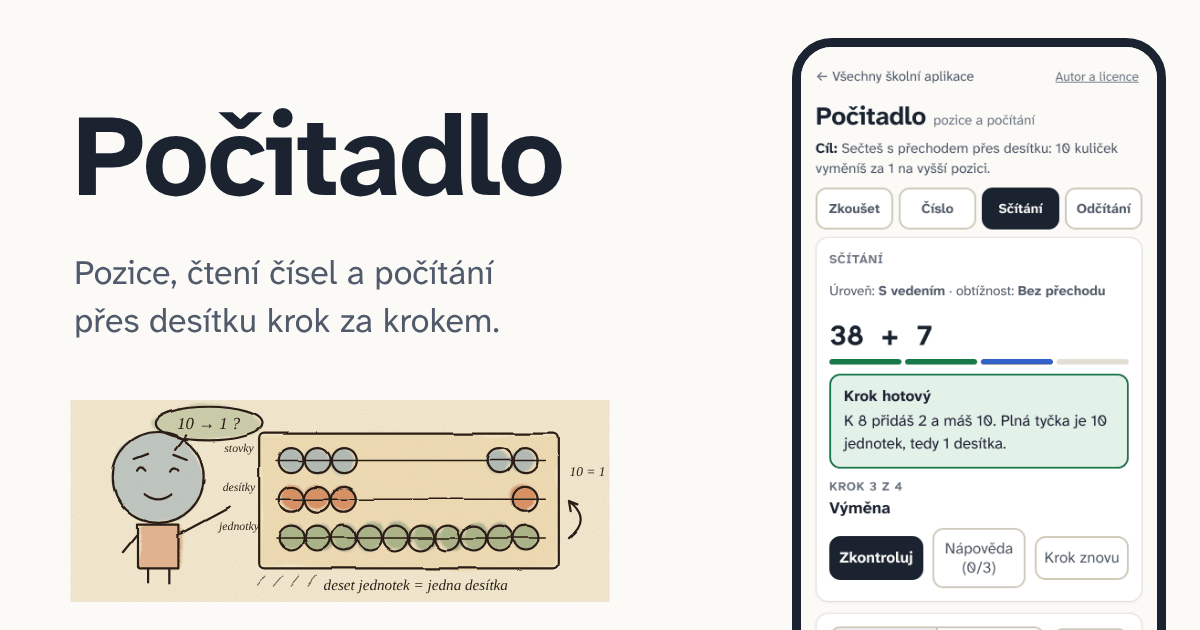 Počitadlo
Pozice, čtení čísel a počítání
přes desítku krok za krokem.
10 → 1 ?
stovky
desítky
jednotky
10 = 1
deset jednotek = jedna desítka
← Všechny školní aplikace
Autor a licence
Počitadlo pozice a počítání
Cíl: Sečteš s přechodem přes desítku: 10 kuliček
vyměníš za 1 na vyšší pozici.
Zkoušet
Číslo
Sčítání
Odčítání
SČÍTÁNÍ
Úroveň: S vedením · obtížnost: Bez přechodu
38 + 7
Krok hotový
K 8 přidáš 2 a máš 10. Plná tyčka je 10
jednotek, tedy 1 desítka.
KROK 3 Z 4
Výměna
Zkontroluj
Nápověda
(0/3)
Krok znovu